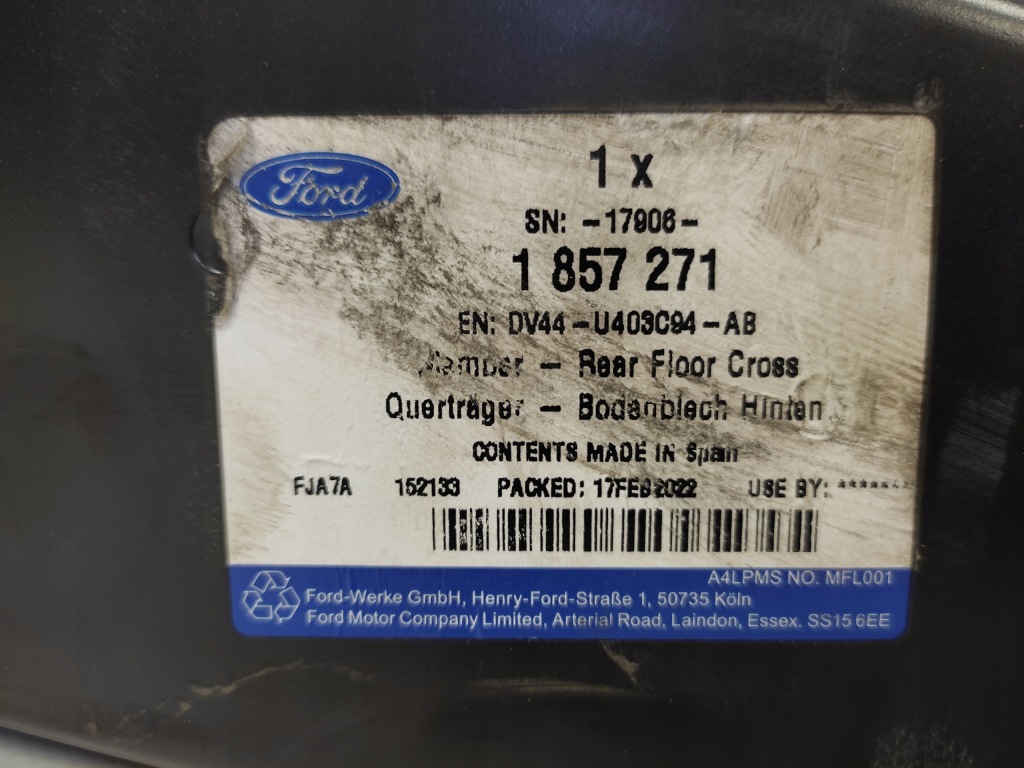 Ford
1 x
SN: -17906-
1 857 271
EN: DV44-U403C94-AB
Member - Rear Floor Cross
Querträger - Bodenblech Hinten
CONTENTS MADE IN Spain
FJA7A 152133 PACKED: 17FEB2022 USE BY: *******
A4LPMS NO. MFL001
Ford-Werke GmbH, Henry-Ford-Straße 1, 50735 Köln
Ford Motor Company Limited, Arterial Road, Laindon, Essex. SS15 6EE